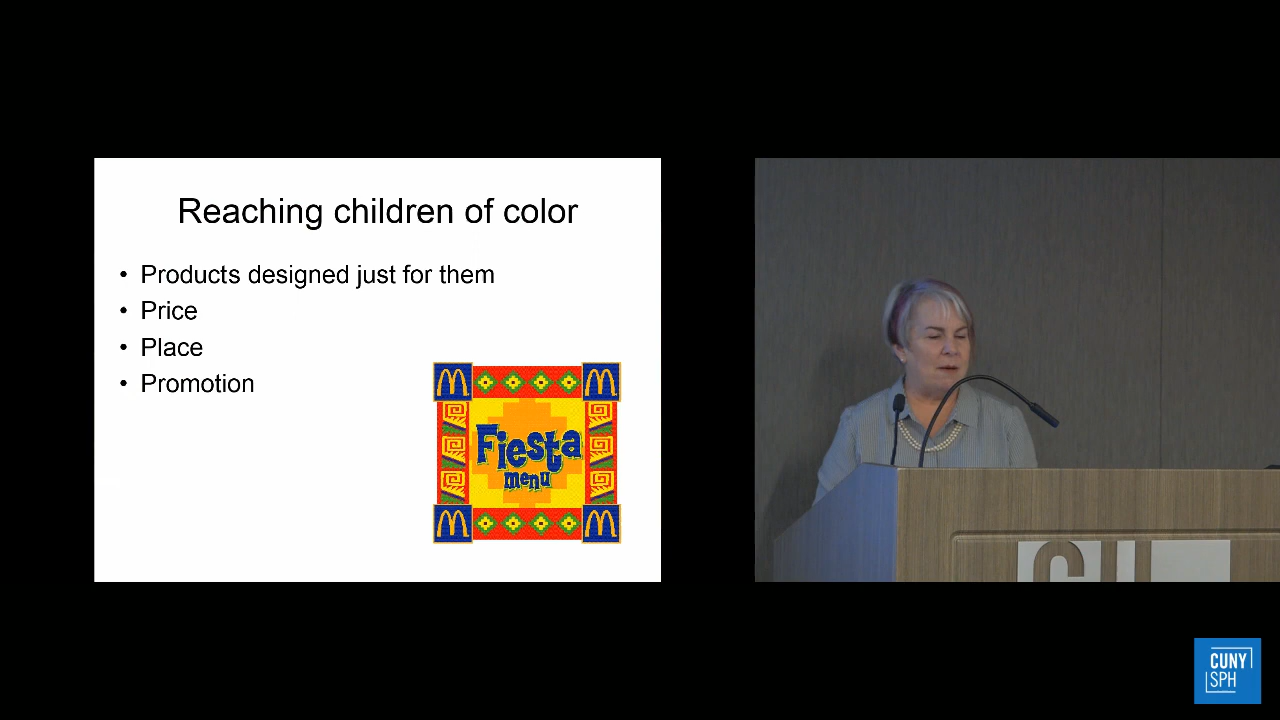 Reaching children of color
• Products designed just for them
• Price
• Place
• Promotion
Fiesta
menu
CUNY
SPH